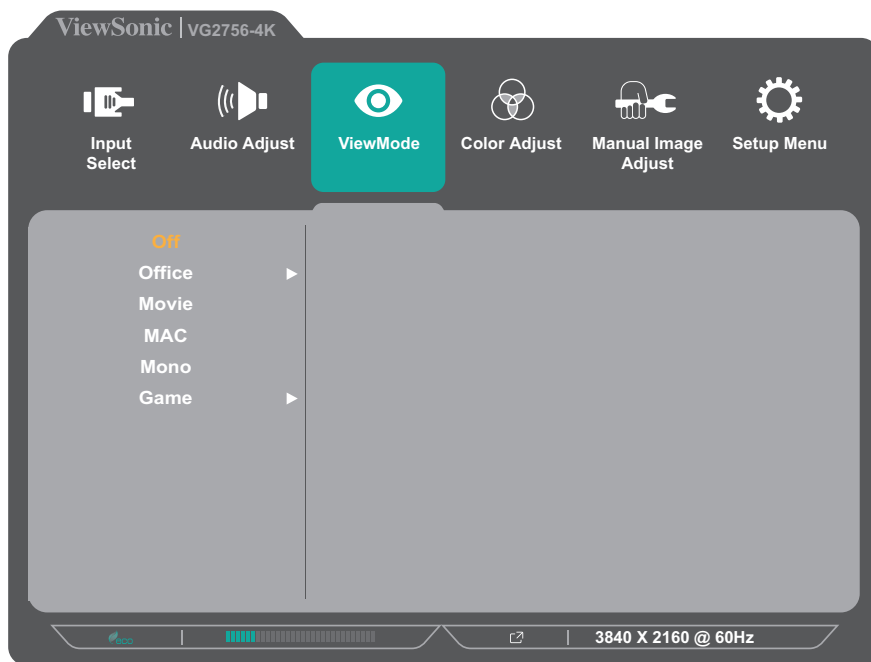 ViewSonic | VG2756-4K
Input Select
Audio Adjust
ViewMode
Color Adjust
Manual Image Adjust
Setup Menu
Off
Office
Movie
MAC
Mono
Game
eco
3840 X 2160 @ 60Hz